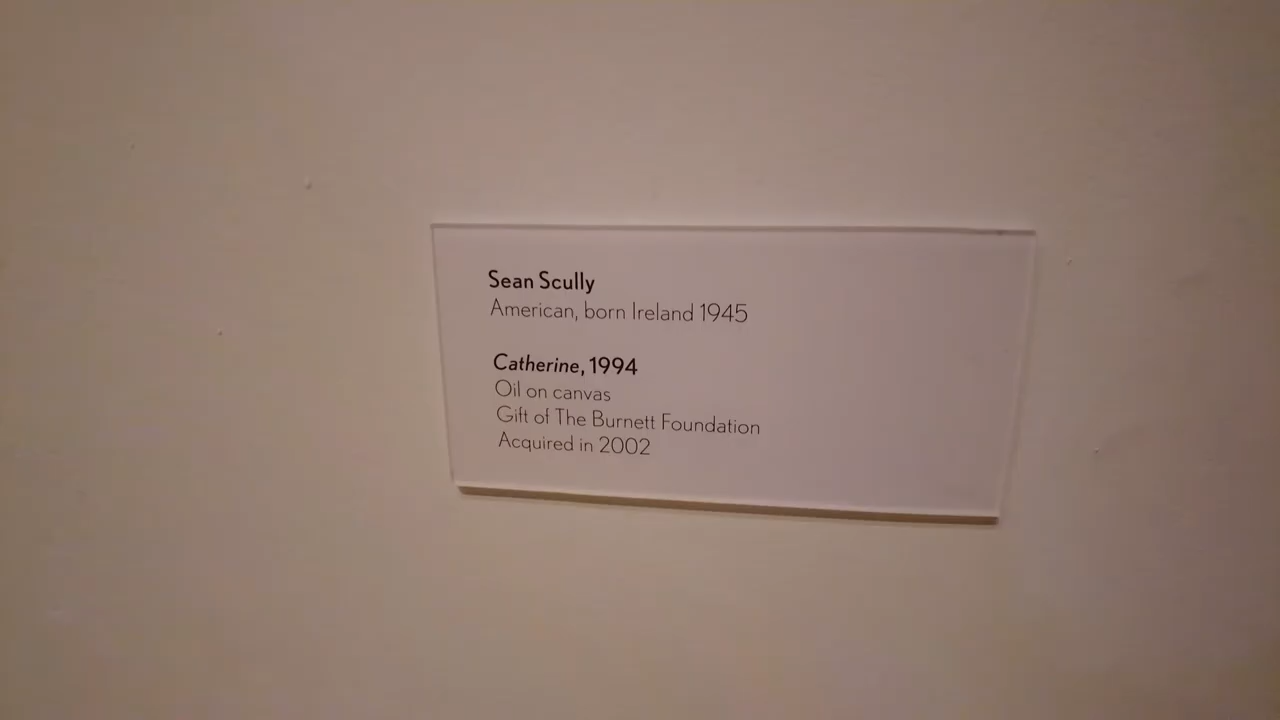 Sean Scully
American, born Ireland 1945
Catherine, 1994
Oil on canvas
Gift of The Burnett Foundation
Acquired in 2002